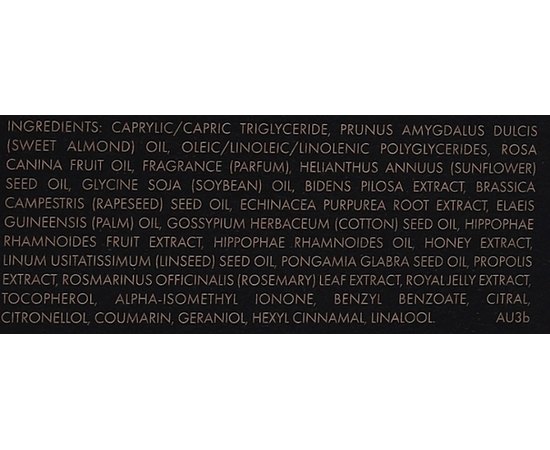 INGREDIENTS: CAPRYLIC/CAPRIC TRIGLYCERIDE, PRUNUS AMYGDALUS DULCIS
(SWEET ALMOND) OIL, OLEIC/LINOLEIC/LINOLENIC POLYGLYCERIDES, ROSA
CANINA FRUIT OIL, FRAGRANCE (PARFUM), HELIANTHUS ANNUUS (SUNFLOWER)
SEED OIL, GLYCINE SOJA (SOYBEAN) OIL, BIDENS PILOSA EXTRACT, BRASSICA
CAMPESTRIS (RAPESEED) SEED OIL, ECHINACEA PURPUREA ROOT EXTRACT, ELAEIS
GUINEENSIS (PALM) OIL, GOSSYPIUM HERBACEUM (COTTON) SEED OIL, HIPPOPHAE
RHAMNOIDES FRUIT EXTRACT, HIPPOPHAE RHAMNOIDES OIL, HONEY EXTRACT,
LINUM USITATISSIMUM (LINSEED) SEED OIL, PONGAMIA GLABRA SEED OIL, PROPOLIS
EXTRACT, ROSMARINUS OFFICINALIS (ROSEMARY) LEAF EXTRACT, ROYAL JELLY EXTRACT,
TOCOPHEROL, ALPHA-ISOMETHYL IONONE, BENZYL BENZOATE, CITRAL,
CITRONELLOL, COUMARIN, GERANIOL, HEXYL CINNAMAL, LINALOOL. AU3b